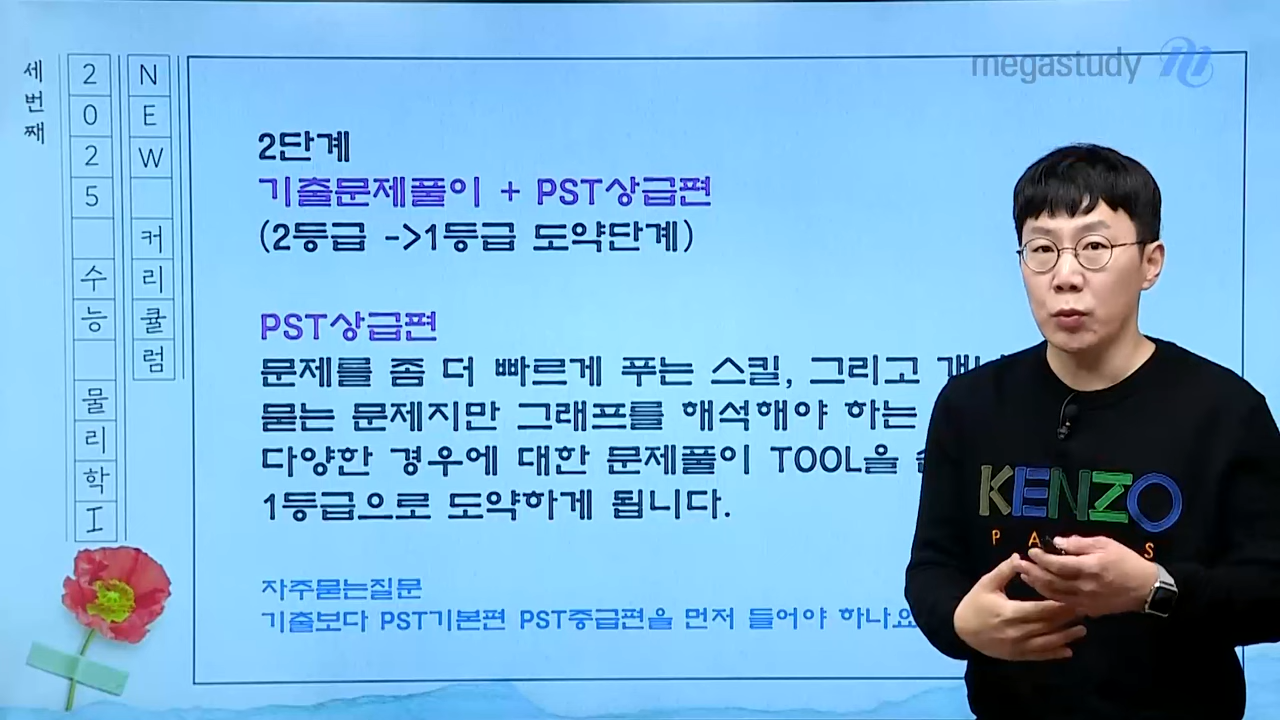 세번째
2025 수능 물리학I
NEW 커리큘럼
megastudy
2단계
기출문제풀이 + PST상급편
(2등급 ->1등급 도약단계)
PST상급편
문제를 좀 더 빠르게 푸는 스킬, 그리고
묻는 문제지만 그래프를 해석해야 하는
다양한 경우에 대한 문제풀이 TOOL을
1등급으로 도약하게 됩니다.
자주묻는질문
기출보다 PST기본편 PST중급편을 먼저 들어야 하나요
KENZO